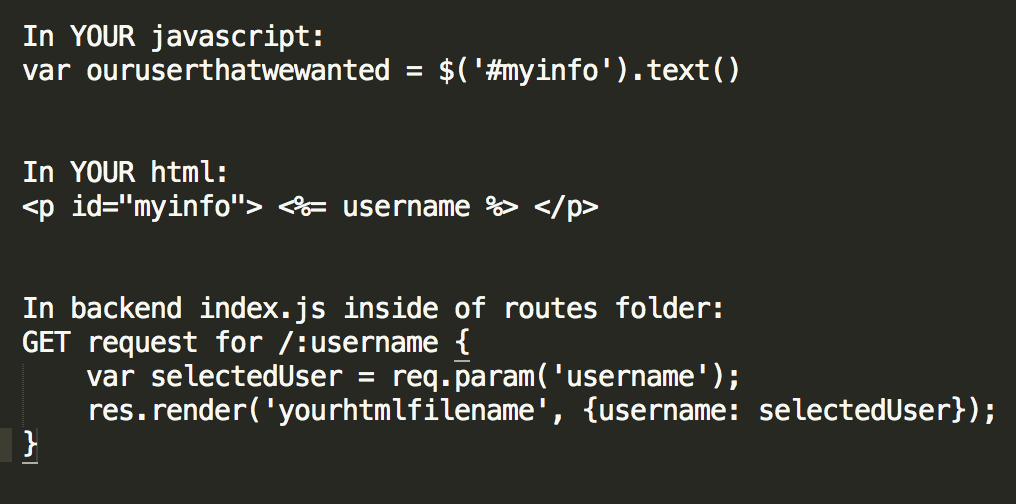 In YOUR javascript:
var ouruserthatwewanted = $('#myinfo').text()
In YOUR html:
<p id="myinfo"> <%= username %> </p>
In backend index.js inside of routes folder:
GET request for /:username {
    var selectedUser = req.param('username');
    res.render('yourhtmlfilename', {username: selectedUser});
}